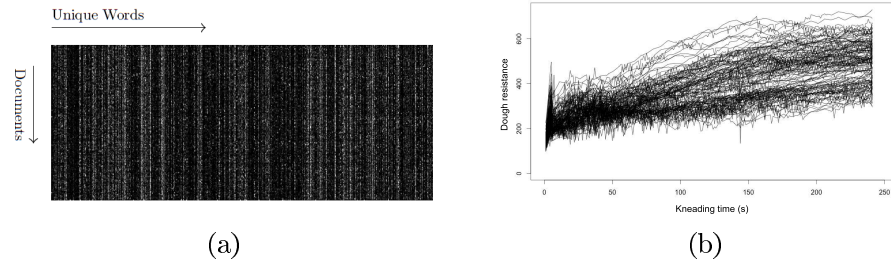 Unique Words
Documents
(a)
Dough resistance
600
400
200
0
0
50
100
150
200
250
Kneading time (s)
(b)